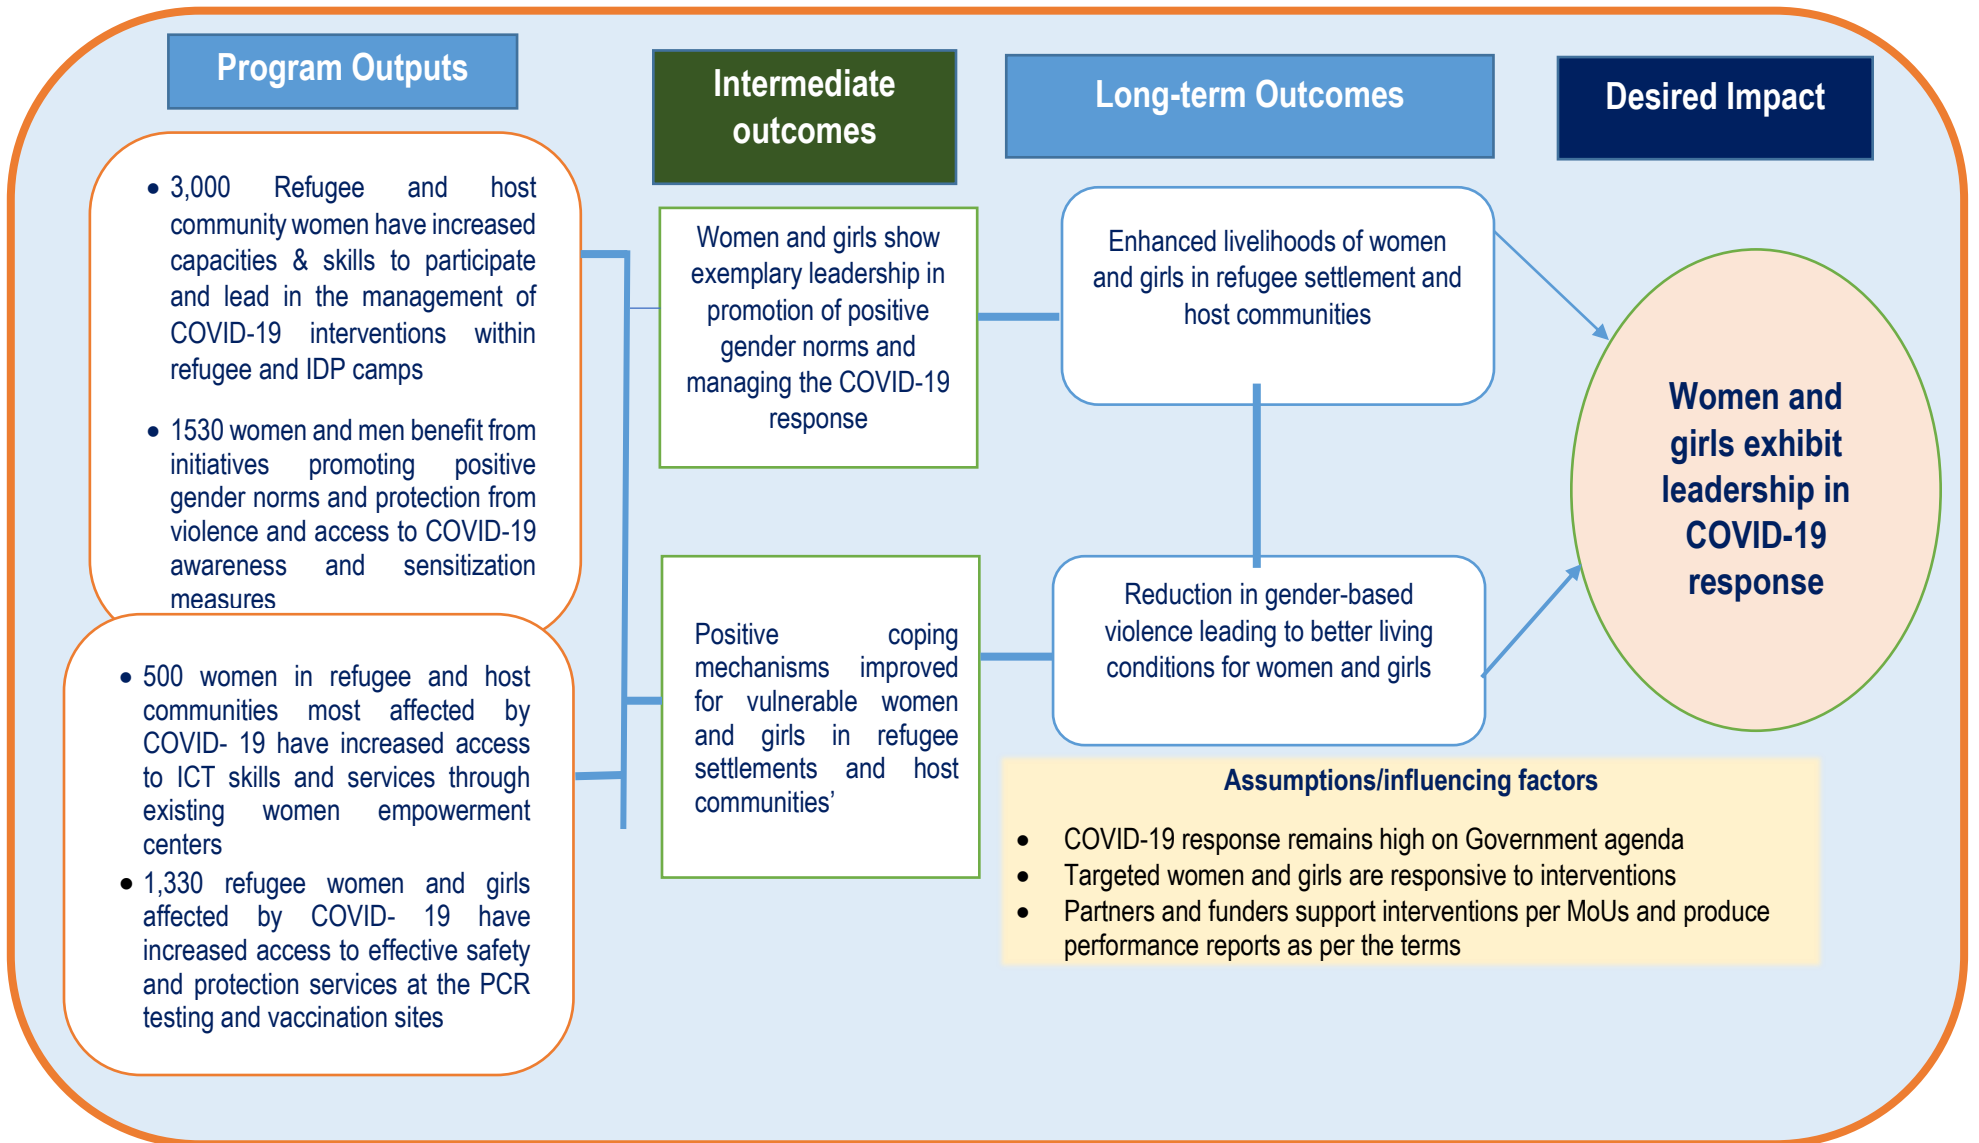 Program Outputs
Intermediate
outcomes
Long-term Outcomes
Desired Impact
• 3,000 Refugee and host
community women have increased
capacities & skills to participate
and lead in the management of
COVID-19 interventions within
refugee and IDP camps
• 1530 women and men benefit from
initiatives promoting positive
gender norms and protection from
violence and access to COVID-19
awareness and sensitization
measures
• 500 women in refugee and host
communities most affected by
COVID- 19 have increased access
to ICT skills and services through
existing women empowerment
centers
• 1,330 refugee women and girls
affected by COVID- 19 have
increased access to effective safety
and protection services at the PCR
testing and vaccination sites
Women and girls show
exemplary leadership in
promotion of positive
gender norms and
managing the COVID-19
response
Positive coping
mechanisms improved
for vulnerable women
and girls in refugee
settlements and host
communities’
Enhanced livelihoods of women
and girls in refugee settlement and
host communities
Reduction in gender-based
violence leading to better living
conditions for women and girls
Women and
girls exhibit
leadership in
COVID-19
response
Assumptions/influencing factors
• COVID-19 response remains high on Government agenda
• Targeted women and girls are responsive to interventions
• Partners and funders support interventions per MoUs and produce
performance reports as per the terms